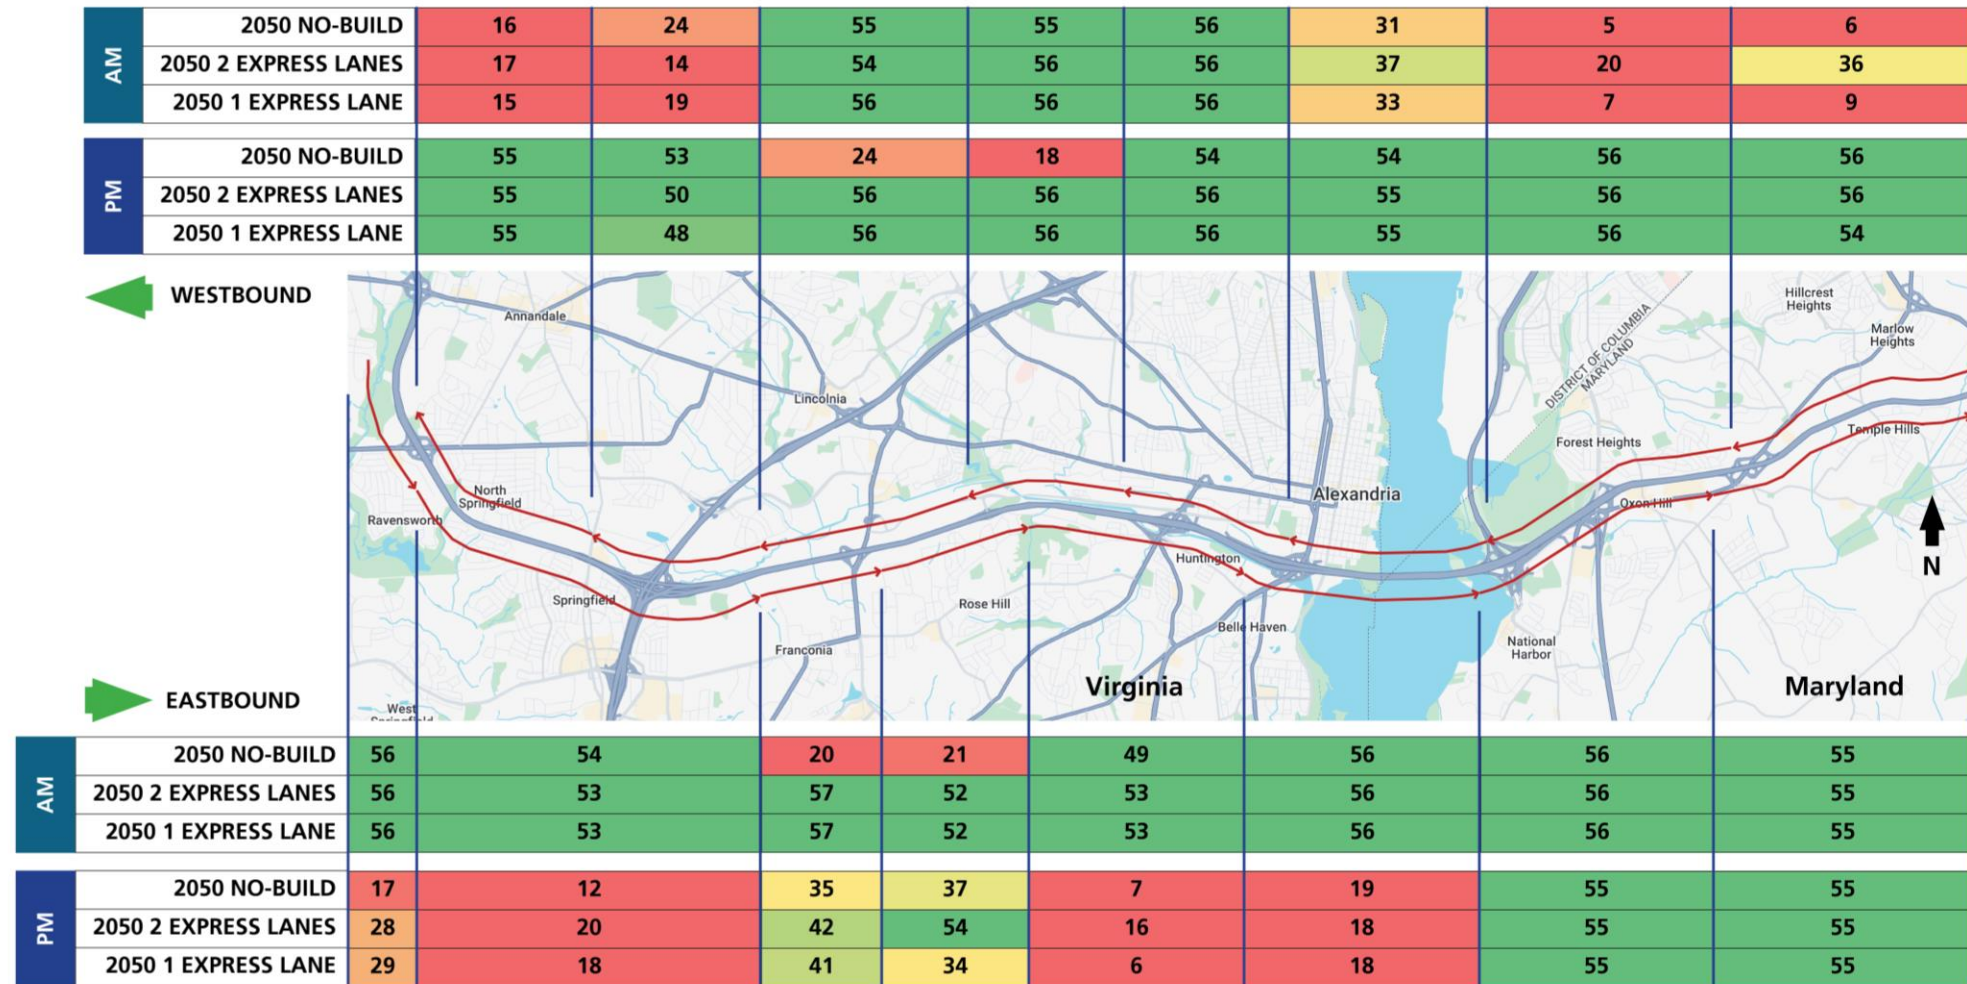 AM
2050 NO-BUILD 16 24 55 55 56 31 5 6
2050 2 EXPRESS LANES 17 14 54 56 56 37 20 36
2050 1 EXPRESS LANE 15 19 56 56 56 33 7 9
PM
2050 NO-BUILD 55 53 24 18 54 54 56 56
2050 2 EXPRESS LANES 55 50 56 56 56 55 56 56
2050 1 EXPRESS LANE 55 48 56 56 56 55 56 54
WESTBOUND
Annandale
Hillcrest
Heights
Marlow
Heights
DISTRICT OF COLUMBIA
MARYLAND
Lincolnia
Forest Heights
Temple Hills
North
Springfield
Alexandria
Oxon Hill
Ravensworth
N
Huntington
Springfield
Rose Hill
Belle Haven
Franconia
National
Harbor
Virginia
Maryland
EASTBOUND
West
Springfield
AM
2050 NO-BUILD 56 54 20 21 49 56 56 55
2050 2 EXPRESS LANES 56 53 57 52 53 56 56 55
2050 1 EXPRESS LANE 56 53 57 52 53 56 56 55
PM
2050 NO-BUILD 17 12 35 37 7 19 55 55
2050 2 EXPRESS LANES 28 20 42 54 16 18 55 55
2050 1 EXPRESS LANE 29 18 41 34 6 18 55 55